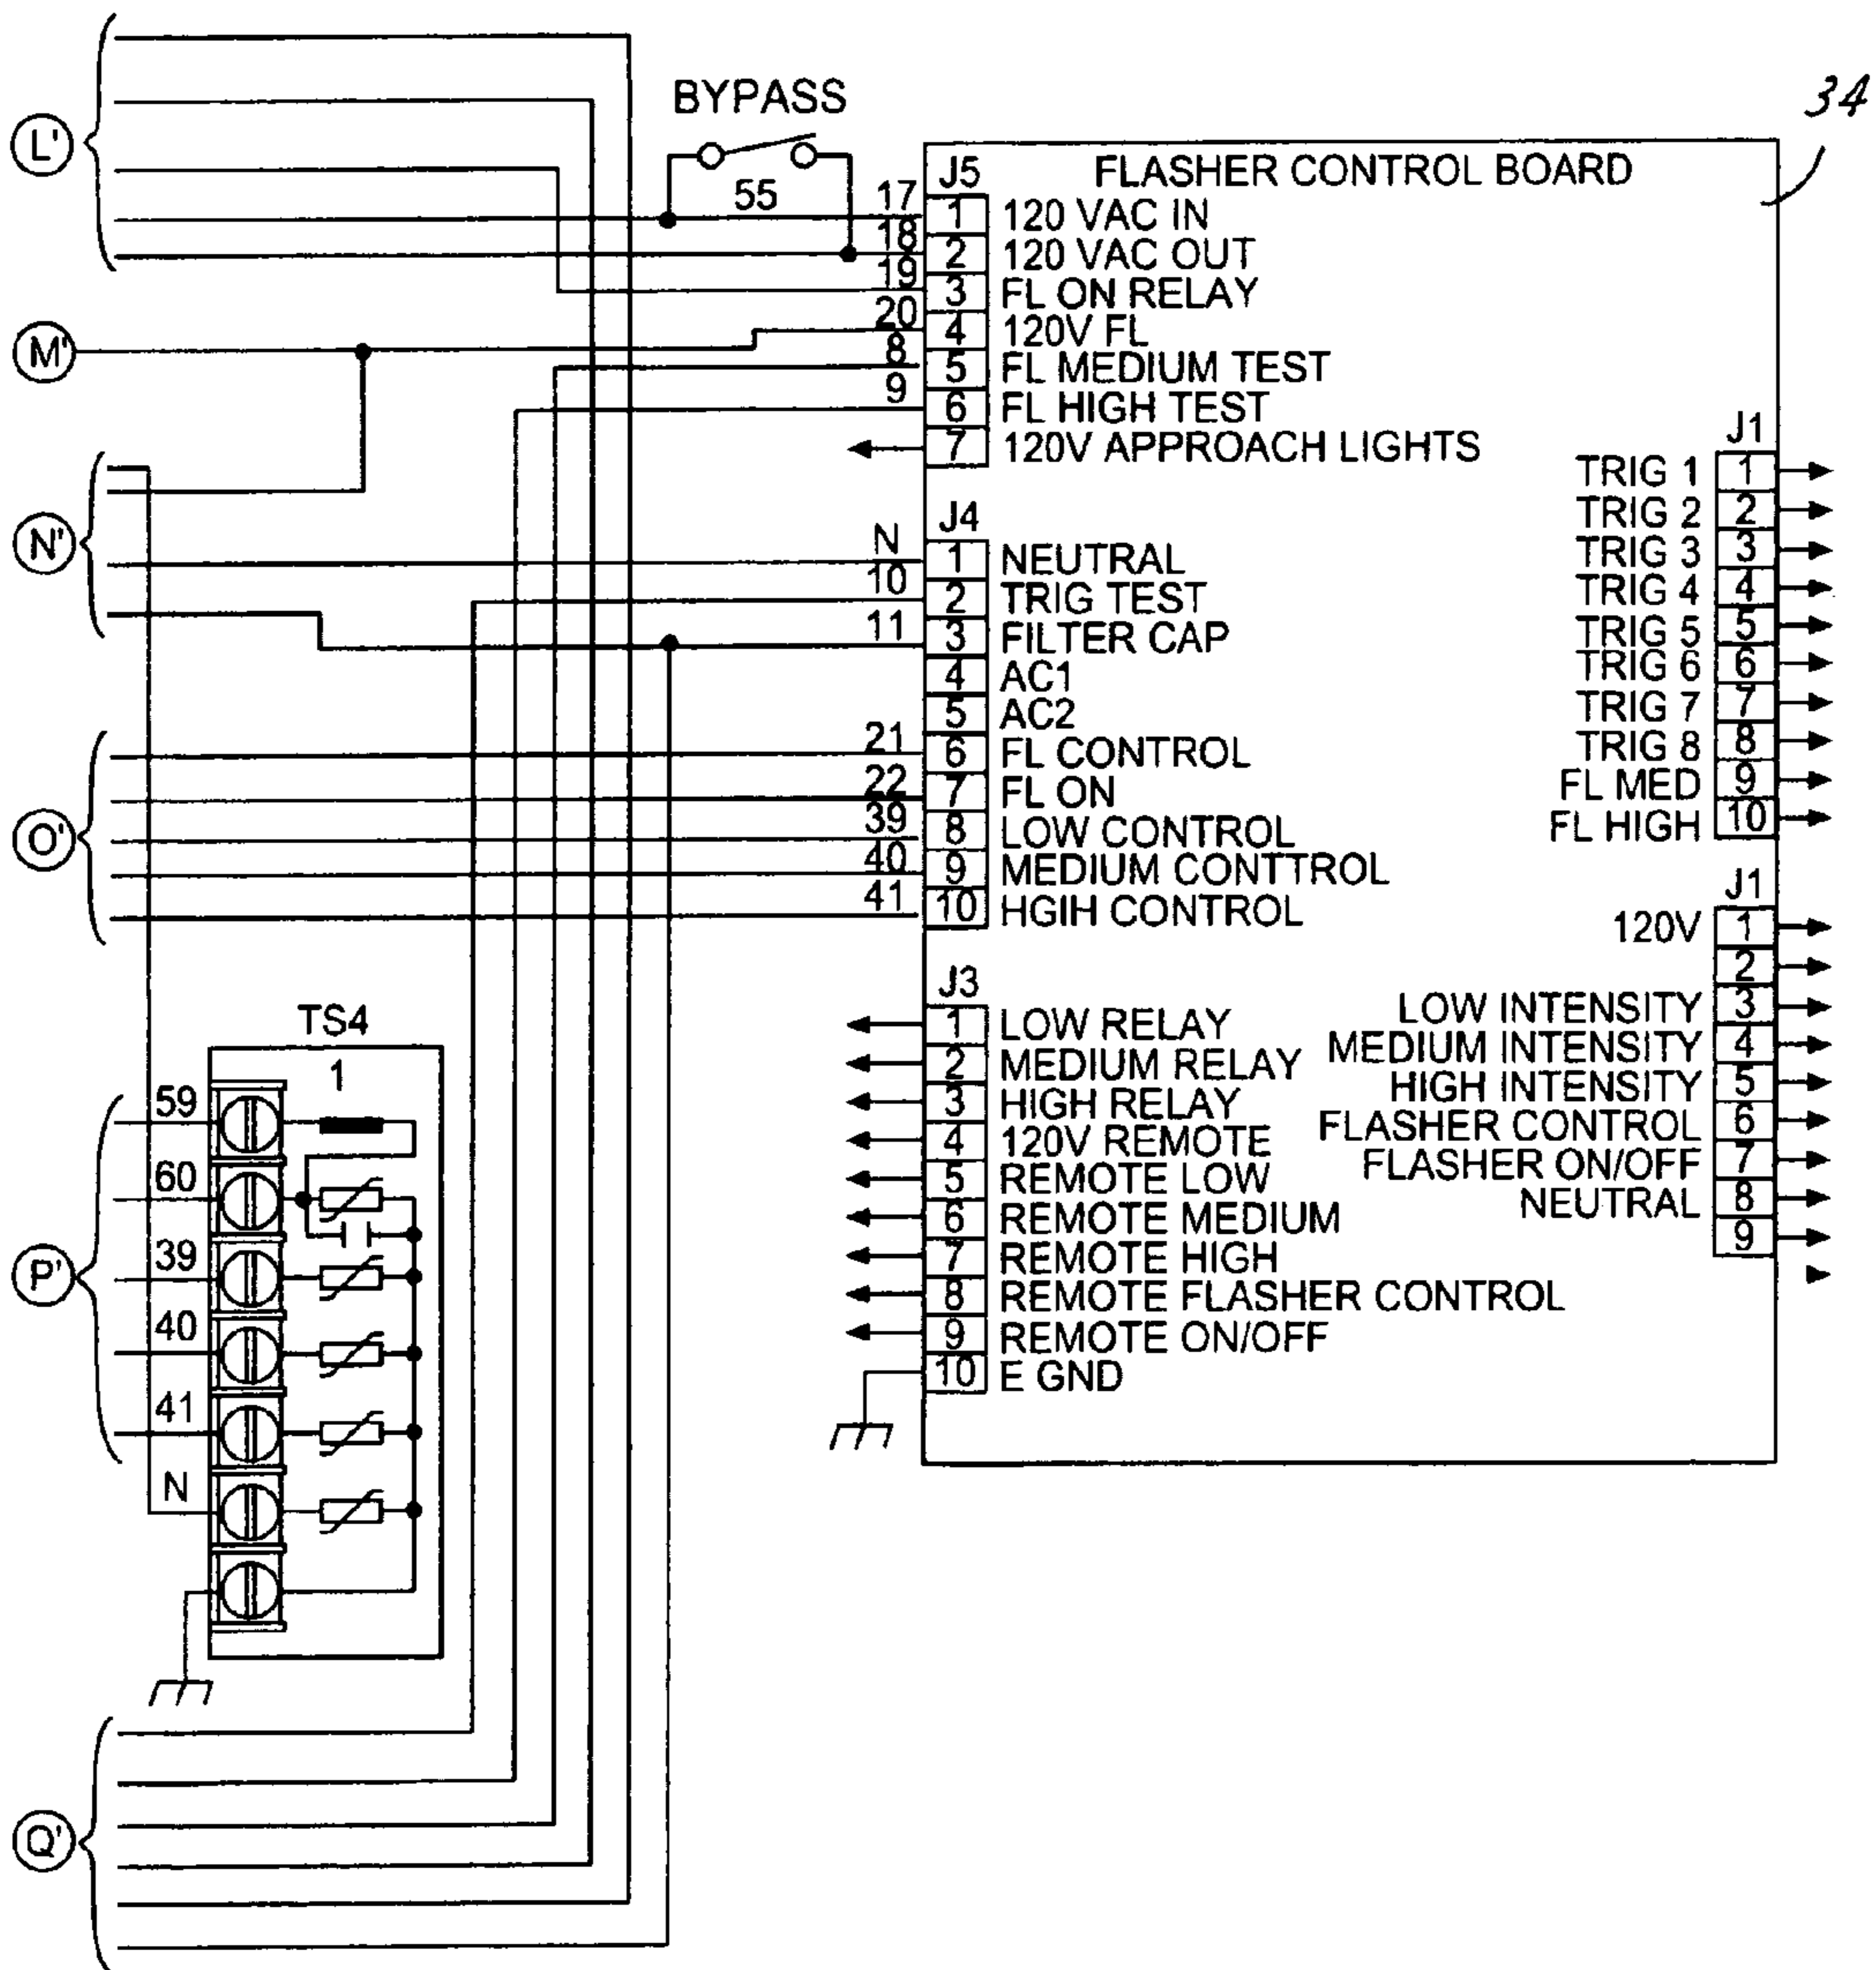 34
L'
BYPASS
55
J5 FLASHER CONTROL BOARD
17 1 120 VAC IN
18 2 120 VAC OUT
19 3 FL ON RELAY
20 4 120V FL
8 5 FL MEDIUM TEST
9 6 FL HIGH TEST
7 120V APPROACH LIGHTS
M'
N'
J4
N 1 NEUTRAL
10 2 TRIG TEST
11 3 FILTER CAP
4 AC1
5 AC2
21 6 FL CONTROL
22 7 FL ON
39 8 LOW CONTROL
40 9 MEDIUM CONTTROL
41 10 HGIH CONTROL
O'
J3
1 LOW RELAY
2 MEDIUM RELAY
3 HIGH RELAY
4 120V REMOTE
5 REMOTE LOW
6 REMOTE MEDIUM
7 REMOTE HIGH
8 REMOTE FLASHER CONTROL
9 REMOTE ON/OFF
10 E GND
J1
TRIG 1 1
TRIG 2 2
TRIG 3 3
TRIG 4 4
TRIG 5 5
TRIG 6 6
TRIG 7 7
TRIG 8 8
FL MED 9
FL HIGH 10
J1
120V 1
2
LOW INTENSITY 3
MEDIUM INTENSITY 4
HIGH INTENSITY 5
FLASHER CONTROL 6
FLASHER ON/OFF 7
NEUTRAL 8
9
TS4
1
P'
59
60
39
40
41
N
Q'